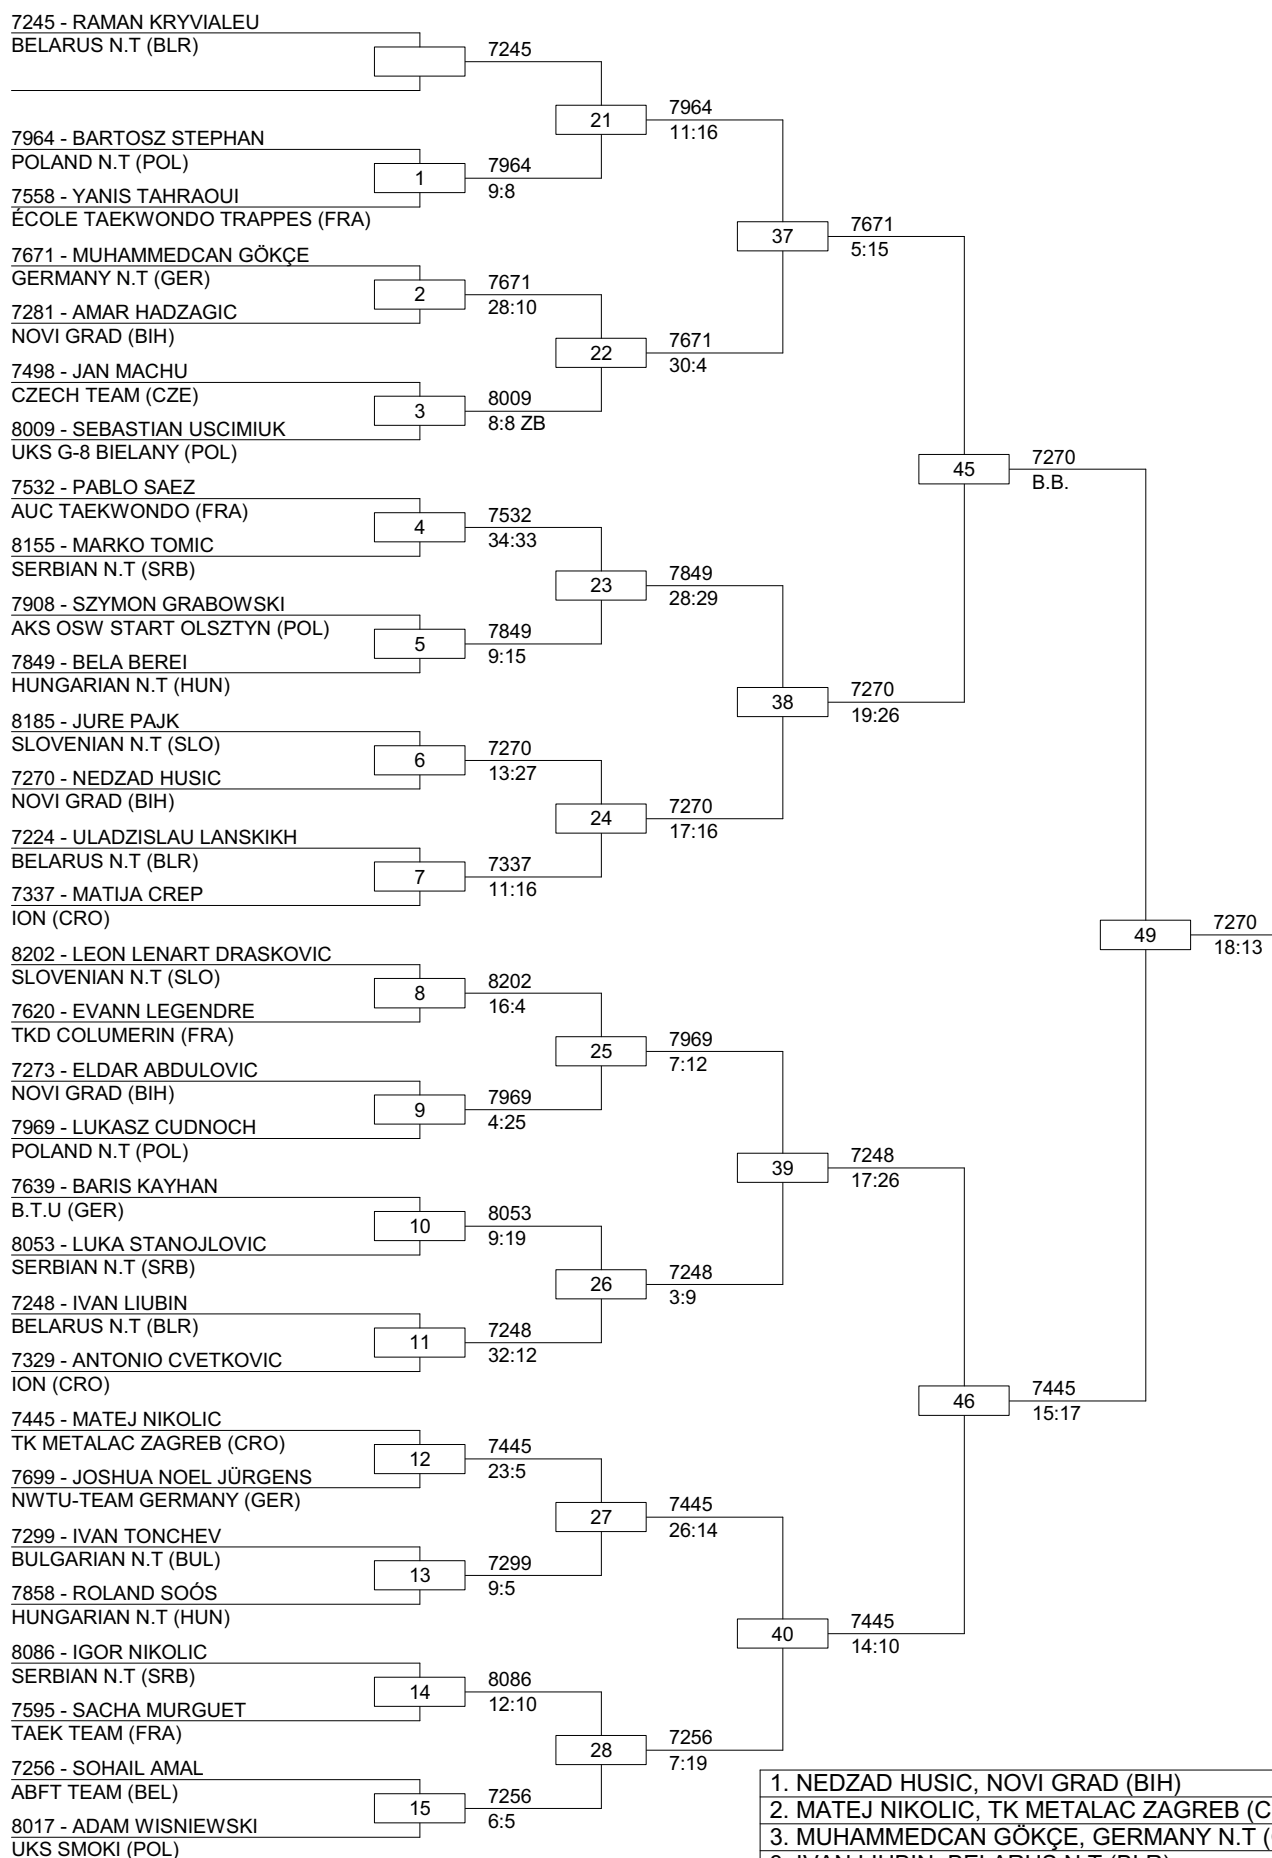 7245 - RAMAN KRYVIALEU
BELARUS N.T (BLR)
7964 - BARTOSZ STEPHAN
POLAND N.T (POL)
7558 - YANIS TAHRAOUI
ÉCOLE TAEKWONDO TRAPPES (FRA)
7671 - MUHAMMEDCAN GÖKÇE
GERMANY N.T (GER)
7281 - AMAR HADZAGIC
NOVI GRAD (BIH)
7498 - JAN MACHU
CZECH TEAM (CZE)
8009 - SEBASTIAN USCIMIUK
UKS G-8 BIELANY (POL)
7532 - PABLO SAEZ
AUC TAEKWONDO (FRA)
8155 - MARKO TOMIC
SERBIAN N.T (SRB)
7908 - SZYMON GRABOWSKI
AKS OSW START OLSZTYN (POL)
7849 - BELA BEREI
HUNGARIAN N.T (HUN)
8185 - JURE PAJK
SLOVENIAN N.T (SLO)
7270 - NEDZAD HUSIC
NOVI GRAD (BIH)
7224 - ULADZISLAU LANSKIKH
BELARUS N.T (BLR)
7337 - MATIJA CREP
ION (CRO)
8202 - LEON LENART DRASKOVIC
SLOVENIAN N.T (SLO)
7620 - EVANN LEGENDRE
TKD COLUMERIN (FRA)
7273 - ELDAR ABDULOVIC
NOVI GRAD (BIH)
7969 - LUKASZ CUDNOCH
POLAND N.T (POL)
7639 - BARIS KAYHAN
B.T.U (GER)
8053 - LUKA STANOJLOVIC
SERBIAN N.T (SRB)
7248 - IVAN LIUBIN
BELARUS N.T (BLR)
7329 - ANTONIO CVETKOVIC
ION (CRO)
7445 - MATEJ NIKOLIC
TK METALAC ZAGREB (CRO)
7699 - JOSHUA NOEL JÜRGENS
NWTU-TEAM GERMANY (GER)
7299 - IVAN TONCHEV
BULGARIAN N.T (BUL)
7858 - ROLAND SOÓS
HUNGARIAN N.T (HUN)
8086 - IGOR NIKOLIC
SERBIAN N.T (SRB)
7595 - SACHA MURGUET
TAEK TEAM (FRA)
7256 - SOHAIL AMAL
ABFT TEAM (BEL)
8017 - ADAM WISNIEWSKI
UKS SMOKI (POL)
7245
1
7964
9:8
2
7671
28:10
3
8009
8:8 ZB
4
7532
34:33
5
7849
9:15
6
7270
13:27
7
7337
11:16
8
8202
16:4
9
7969
4:25
10
8053
9:19
11
7248
32:12
12
7445
23:5
13
7299
9:5
14
8086
12:10
15
7256
6:5
21
7964
11:16
22
7671
30:4
23
7849
28:29
24
7270
17:16
25
7969
7:12
26
7248
3:9
27
7445
26:14
28
7256
7:19
37
7671
5:15
38
7270
19:26
39
7248
17:26
40
7445
14:10
45
7270
B.B.
46
7445
15:17
49
7270
18:13
1. NEDZAD HUSIC, NOVI GRAD (BIH)
2. MATEJ NIKOLIC, TK METALAC ZAGREB (C
3. MUHAMMEDCAN GÖKÇE, GERMANY N.T (
3. IVAN LIUBIN, BELARUS N.T (BLR)